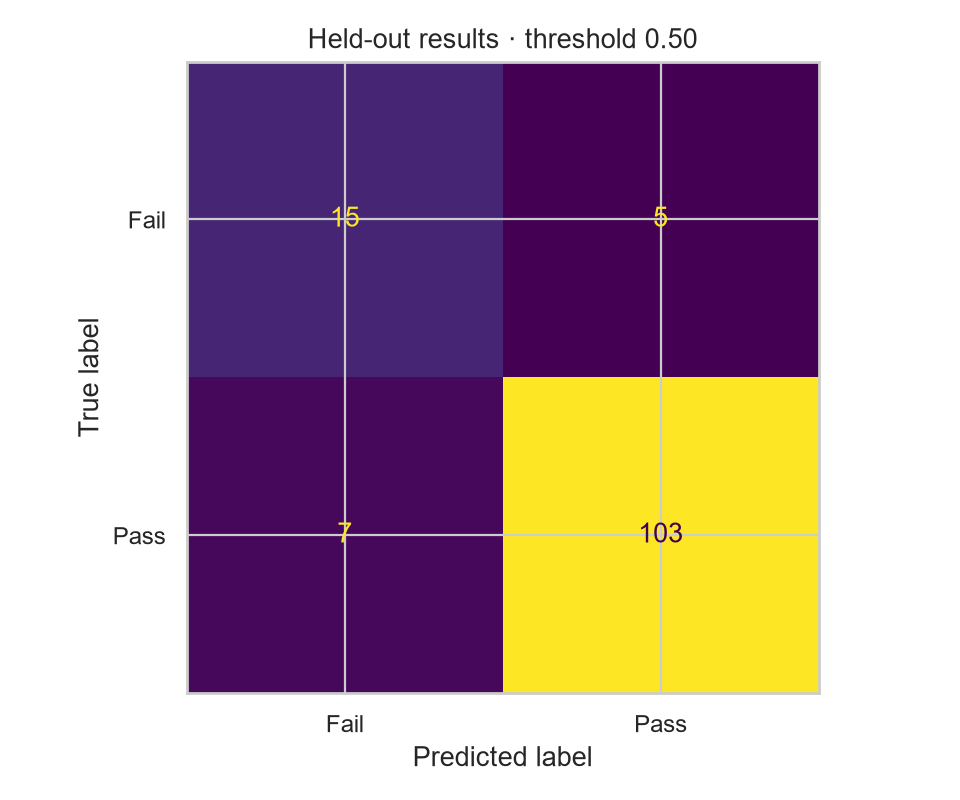 Held-out results · threshold 0.50
Fail
15
5
True label
Pass
7
103
Fail
Pass
Predicted label